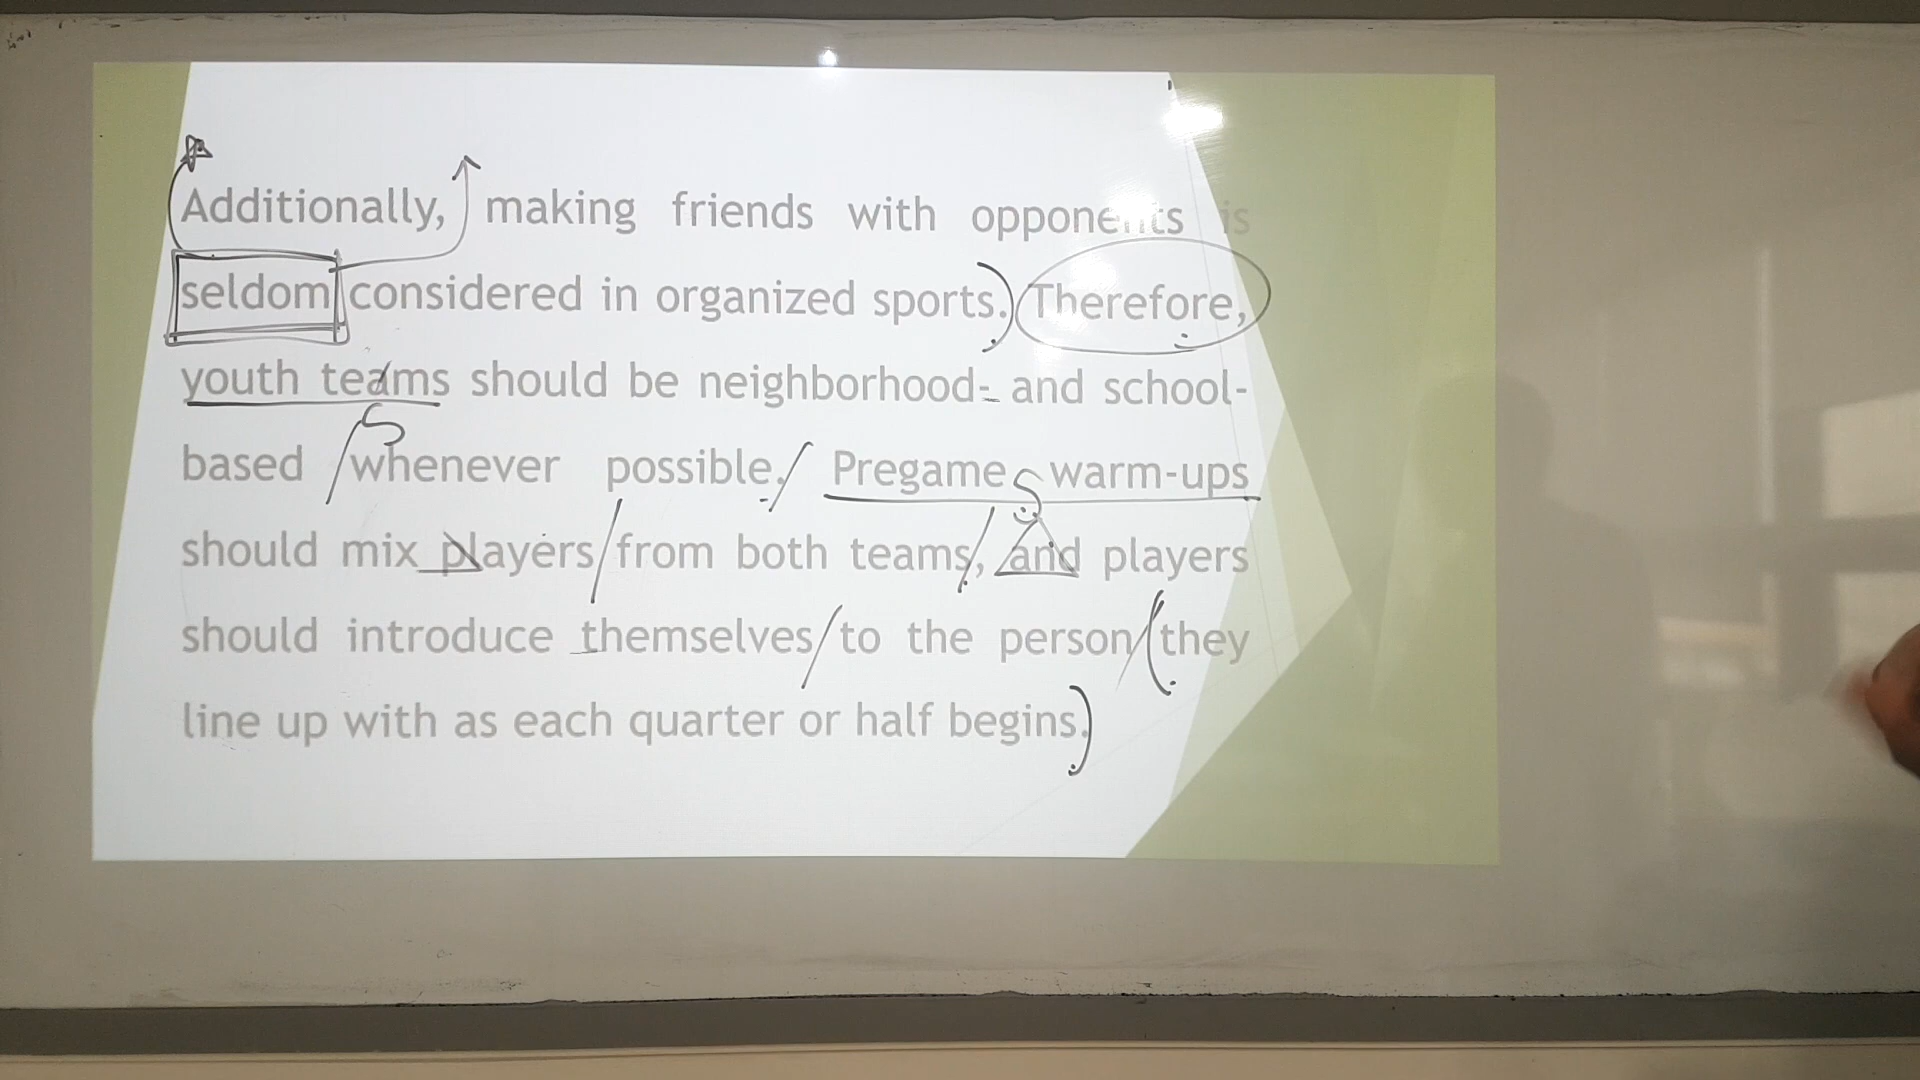 Additionally, making friends with opponents is
seldom considered in organized sports. Therefore,
youth teams should be neighborhood- and school-
based whenever possible. Pregame warm-ups
should mix players from both teams, and players
should introduce themselves to the person they
line up with as each quarter or half begins.